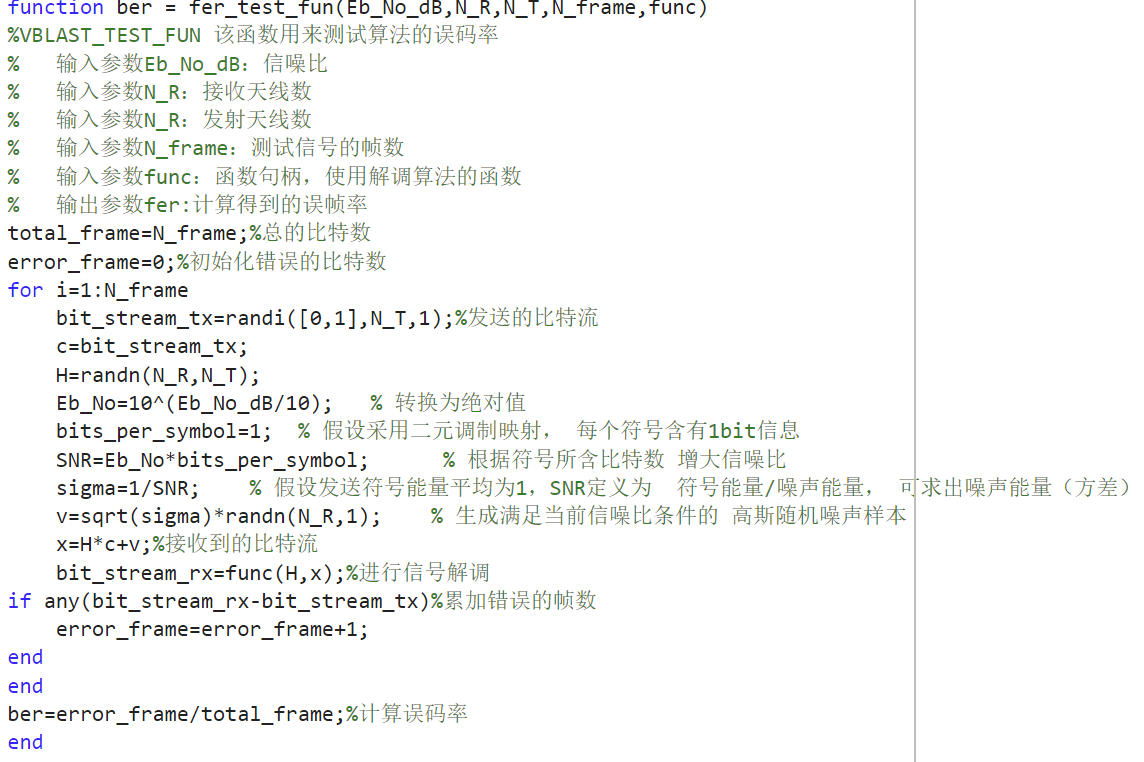 function ber = fer_test_fun(Eb_No_dB,N_R,N_T,N_frame,func)
%VBLAST_TEST_FUN 该函数用来测试算法的误码率
%   输入参数Eb_No_dB：信噪比
%   输入参数N_R：接收天线数
%   输入参数N_R：发射天线数
%   输入参数N_frame：测试信号的帧数
%   输入参数func：函数句柄，使用解调算法的函数
%   输出参数fer:计算得到的误帧率
total_frame=N_frame;%总的比特数
error_frame=0;%初始化错误的比特数
for i=1:N_frame
    bit_stream_tx=randi([0,1],N_T,1);%发送的比特流
    c=bit_stream_tx;
    H=randn(N_R,N_T);
    Eb_No=10^(Eb_No_dB/10);   % 转换为绝对值
    bits_per_symbol=1;  % 假设采用二元调制映射， 每个符号含有1bit信息
    SNR=Eb_No*bits_per_symbol;      % 根据符号所含比特数 增大信噪比
    sigma=1/SNR;    % 假设发送符号能量平均为1，SNR定义为  符号能量/噪声能量， 可求出噪声能量（方差）
    v=sqrt(sigma)*randn(N_R,1);    % 生成满足当前信噪比条件的 高斯随机噪声样本
    x=H*c+v;%接收到的比特流
    bit_stream_rx=func(H,x);%进行信号解调
if any(bit_stream_rx-bit_stream_tx)%累加错误的帧数
    error_frame=error_frame+1;
end
end
ber=error_frame/total_frame;%计算误码率
end